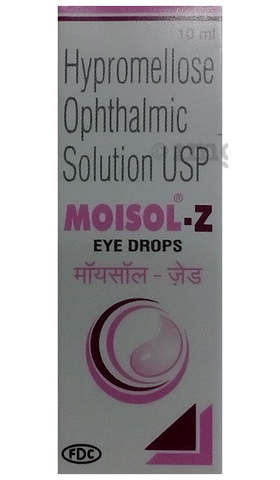 10 ml
Hypromellose
Ophthalmic
Solution USP
MOISOL®-Z
EYE DROPS
मॉयसॉल - ज़ेड
FDC